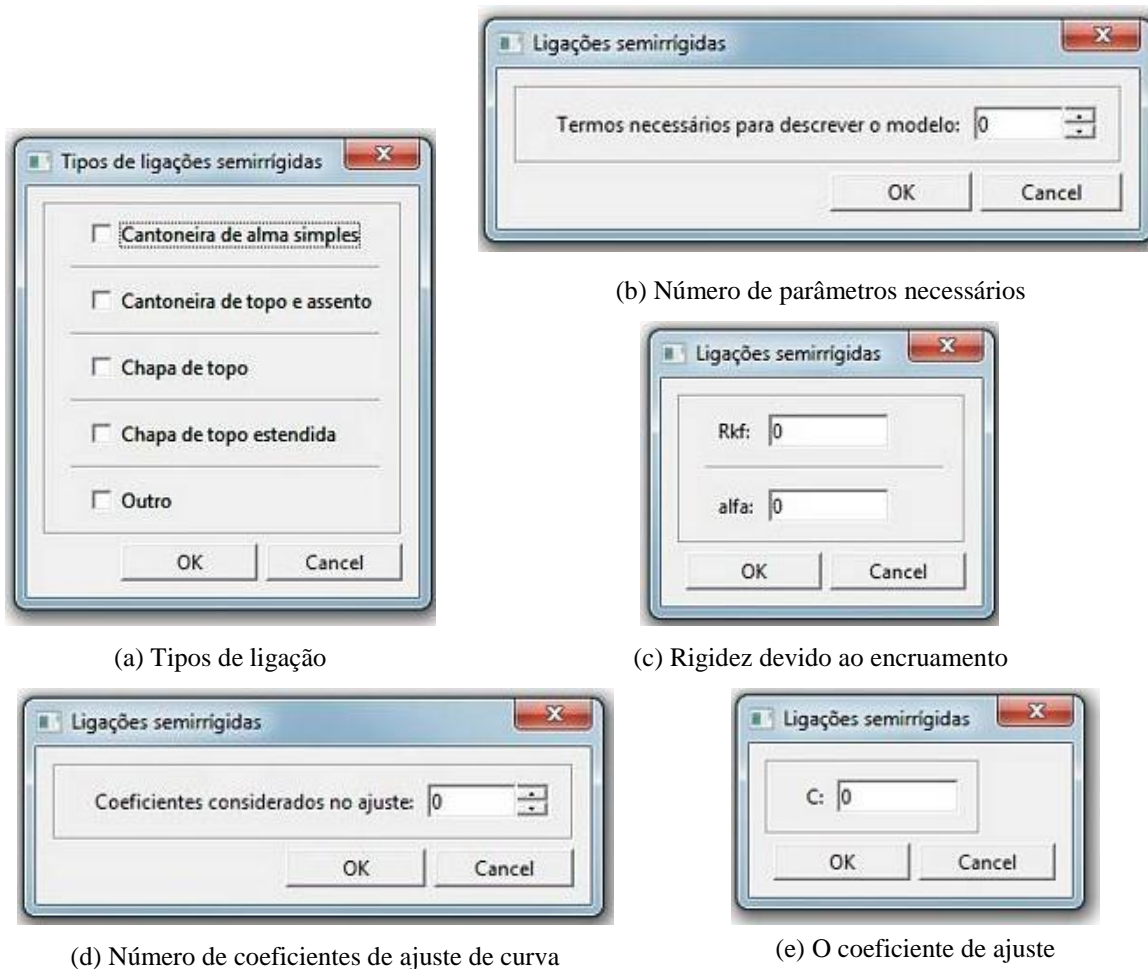 Tipos de ligações semirrígidas
Cantoneira de alma simples
Cantoneira de topo e assento
Chapa de topo
Chapa de topo estendida
Outro
OK Cancel
(a) Tipos de ligação
Ligações semirrígidas
Termos necessários para descrever o modelo: 0
OK Cancel
(b) Número de parâmetros necessários
Ligações semirrígidas
Rkf: 0
alfa: 0
OK Cancel
(c) Rigidez devido ao encruamento
Ligações semirrígidas
Coeficientes considerados no ajuste: 0
OK Cancel
(d) Número de coeficientes de ajuste de curva
Ligações semirrígidas
C: 0
OK Cancel
(e) O coeficiente de ajuste